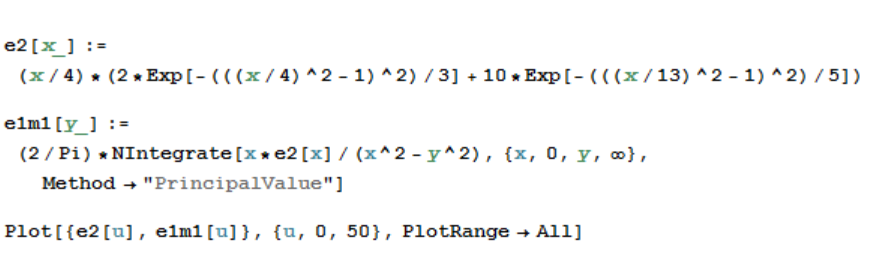 e2[x_] :=
(x / 4) * (2 * Exp[- (((x / 4) ^ 2 - 1) ^ 2) / 3] + 10 * Exp[- (((x / 13) ^ 2 - 1) ^ 2) / 5])
e1m1[y_] :=
(2 / Pi) * NIntegrate[x * e2[x] / (x^2 - y^2), {x, 0, y, ∞},
Method → "PrincipalValue"]
Plot[{e2[u], e1m1[u]}, {u, 0, 50}, PlotRange → All]